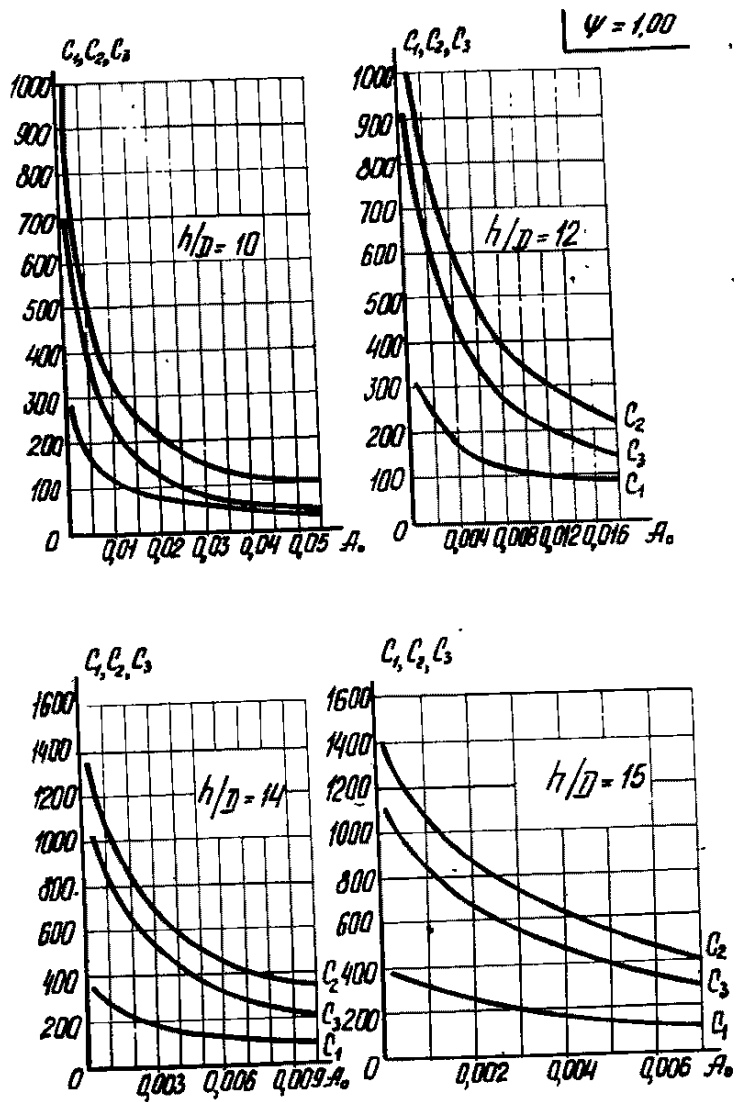 ψ = 1,00
C₁, C₂, C₃
1000
900
800
700
600
500
400
300
200
100
0
0,01 0,02 0,03 0,04 0,05 A₀
h/D = 10
C₁, C₂, C₃
1000
900
800
700
600
500
400
300
200
100
0
0,004 0,008 0,012 0,016 A₀
h/D = 12
C₂
C₃
C₁
C₁, C₂, C₃
1600
1400
1200
1000
800
600
400
200
0
0,003 0,006 0,009 A₀
h/D = 14
C₂
C₃
C₁
C₁, C₂, C₃
1600
1400
1200
1000
800
600
400
200
0
0,002 0,004 0,006 A₀
h/D = 15
C₂
C₃
C₁